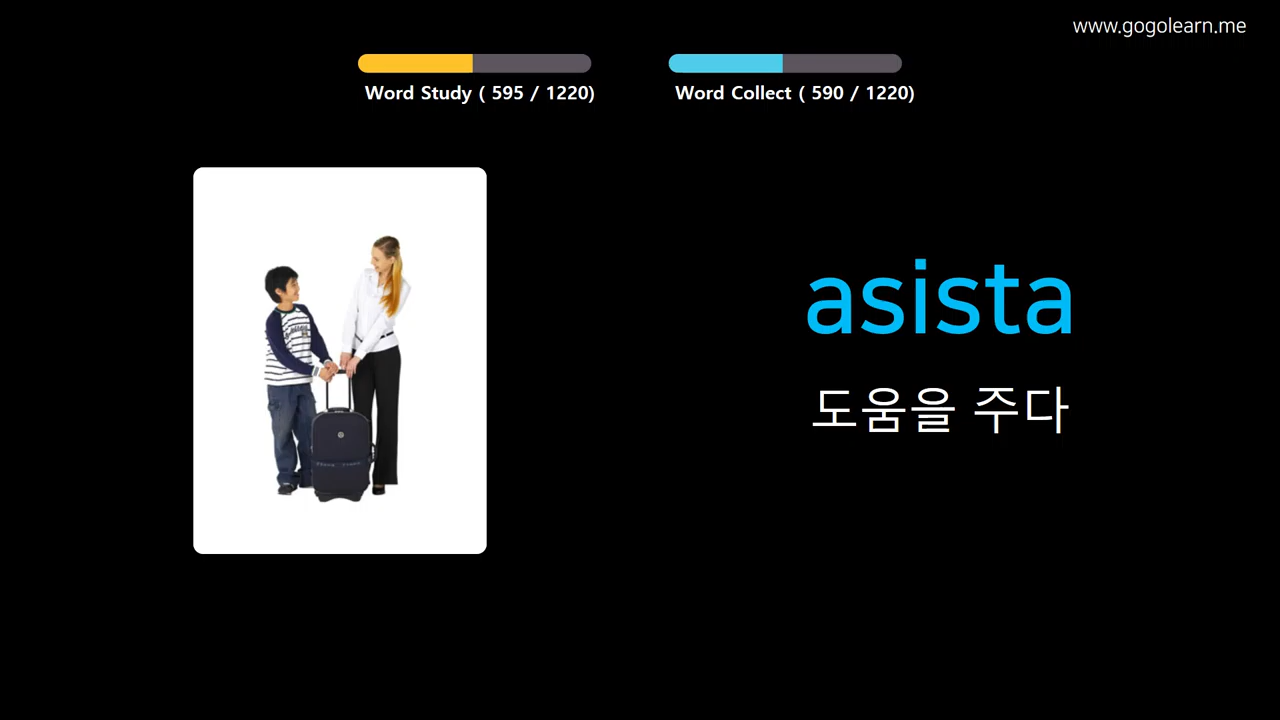 www.gogolearn.me
Word Study ( 595 / 1220)
Word Collect ( 590 / 1220)
asista
도움을 주다